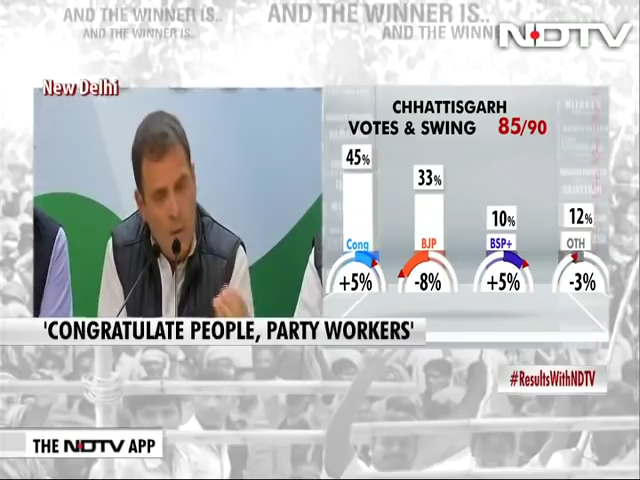 AND THE WINNER IS..
AND THE WINNER IS..
AND THE WINNER IS..
AND THE WINNE
NDTV
New Delhi
CHHATTISGARH
VOTES & SWING 85/90
45%
33%
10%
12%
Cong
BJP
BSP+
OTH
+5%
-8%
+5%
-3%
'CONGRATULATE PEOPLE, PARTY WORKERS'
#ResultsWithNDTV
THE NDTV APP